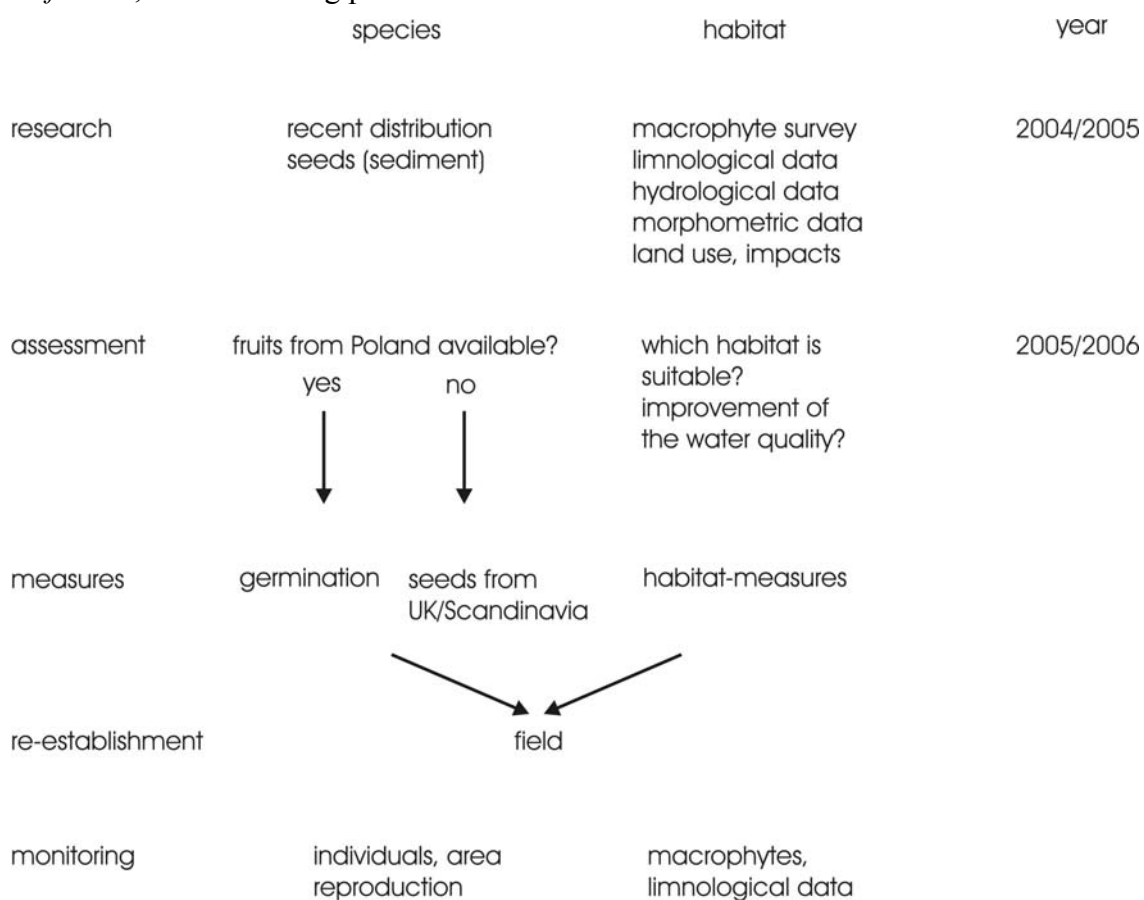 species habitat year
research recent distribution macrophyte survey 2004/2005
seeds (sediment) limnological data
hydrological data
morphometric data
land use, impacts
assessment fruits from Poland available? which habitat is 2005/2006
suitable?
yes no
improvement of
the water quality?
measures germination seeds from habitat-measures
UK/Scandinavia
re-establishment field
monitoring individuals, area macrophytes,
reproduction limnological data